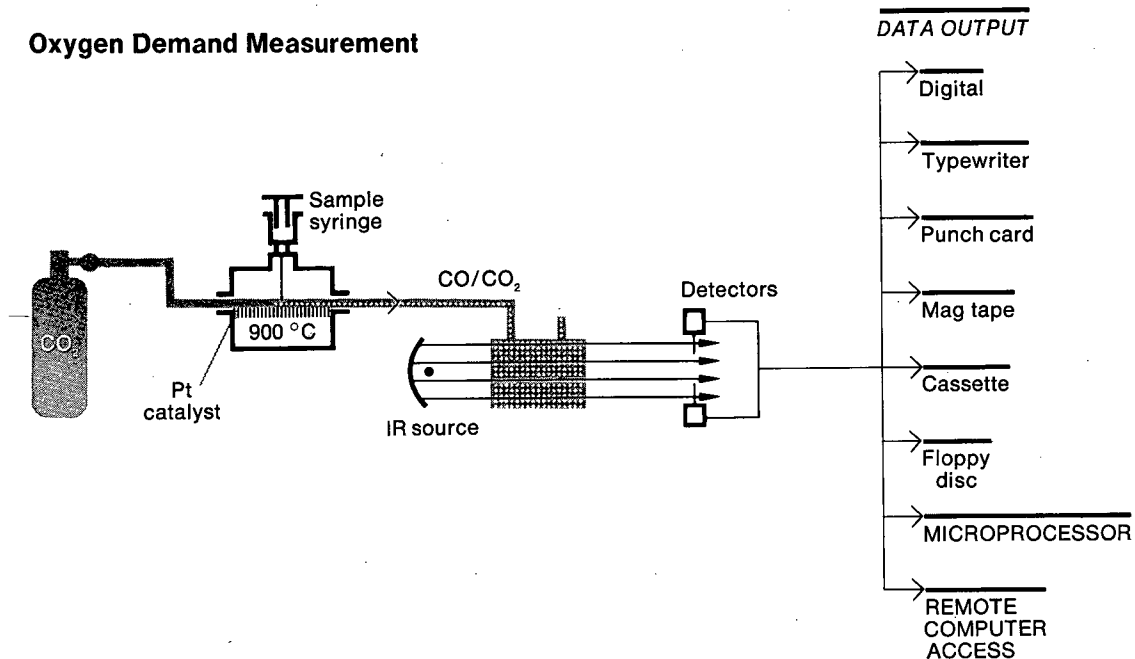 Oxygen Demand Measurement
DATA OUTPUT
Digital
Typewriter
Punch card
Mag tape
Cassette
Floppy
disc
MICROPROCESSOR
REMOTE
COMPUTER
ACCESS
Sample
syringe
CO/CO₂
Detectors
CO
900 °C
Pt
catalyst
IR source